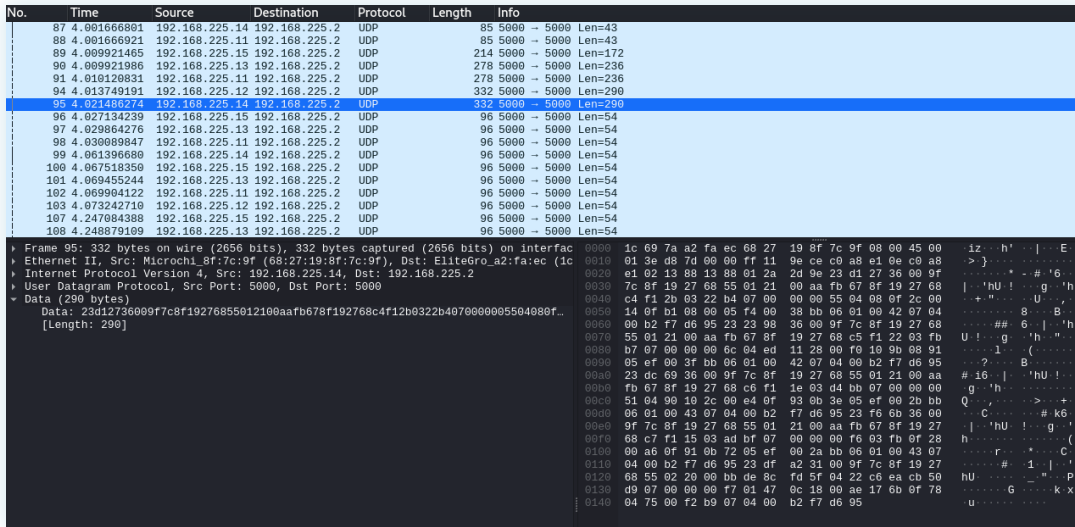 No. Time Source Destination Protocol Length Info
87 4.001666801 192.168.225.14 192.168.225.2 UDP 85 5000 → 5000 Len=43
88 4.001666921 192.168.225.11 192.168.225.2 UDP 85 5000 → 5000 Len=43
89 4.009921465 192.168.225.15 192.168.225.2 UDP 214 5000 → 5000 Len=172
90 4.009921986 192.168.225.13 192.168.225.2 UDP 278 5000 → 5000 Len=236
91 4.010120831 192.168.225.11 192.168.225.2 UDP 278 5000 → 5000 Len=236
94 4.013749191 192.168.225.12 192.168.225.2 UDP 332 5000 → 5000 Len=290
95 4.021486274 192.168.225.14 192.168.225.2 UDP 332 5000 → 5000 Len=290
96 4.027134239 192.168.225.15 192.168.225.2 UDP 96 5000 → 5000 Len=54
97 4.029864276 192.168.225.13 192.168.225.2 UDP 96 5000 → 5000 Len=54
98 4.030089847 192.168.225.11 192.168.225.2 UDP 96 5000 → 5000 Len=54
99 4.061396680 192.168.225.14 192.168.225.2 UDP 96 5000 → 5000 Len=54
100 4.067518350 192.168.225.15 192.168.225.2 UDP 96 5000 → 5000 Len=54
101 4.069455244 192.168.225.13 192.168.225.2 UDP 96 5000 → 5000 Len=54
102 4.069904122 192.168.225.11 192.168.225.2 UDP 96 5000 → 5000 Len=54
103 4.073242710 192.168.225.12 192.168.225.2 UDP 96 5000 → 5000 Len=54
107 4.247084388 192.168.225.15 192.168.225.2 UDP 96 5000 → 5000 Len=54
108 4.248879109 192.168.225.13 192.168.225.2 UDP 96 5000 → 5000 Len=54
Frame 95: 332 bytes on wire (2656 bits), 332 bytes captured (2656 bits) on interfac
Ethernet II, Src: Microchi_8f:7c:9f (68:27:19:8f:7c:9f), Dst: EliteGro_a2:fa:ec (1c
Internet Protocol Version 4, Src: 192.168.225.14, Dst: 192.168.225.2
User Datagram Protocol, Src Port: 5000, Dst Port: 5000
Data (290 bytes)
Data: 23d12736009f7c8f19276855012100aafb678f192768c4f12b0322b4070000005504080f…
[Length: 290]
0000 1c 69 7a a2 fa ec 68 27 19 8f 7c 9f 08 00 45 00
0010 01 3e d8 7d 00 00 ff 11 9e ce c0 a8 e1 0e c0 a8
0020 e1 02 13 88 13 88 01 2a 2d 9e 23 d1 27 36 00 9f
0030 7c 8f 19 27 68 55 01 21 00 aa fb 67 8f 19 27 68
0040 c4 f1 2b 03 22 b4 07 00 00 00 55 04 08 0f 2c 00
0050 14 0f b1 08 00 05 f4 00 38 bb 06 01 00 42 07 04
0060 00 b2 f7 d6 95 23 23 98 36 00 9f 7c 8f 19 27 68
0070 55 01 21 00 aa fb 67 8f 19 27 68 c5 f1 22 03 fb
0080 b7 07 00 00 00 6c 04 ed 11 28 00 f0 10 9b 08 91
0090 05 ef 00 3f bb 06 01 00 42 07 04 00 b2 f7 d6 95
00a0 23 dc 69 36 00 9f 7c 8f 19 27 68 55 01 21 00 aa
00b0 fb 67 8f 19 27 68 c6 f1 1e 03 d4 bb 07 00 00 00
00c0 51 04 90 10 2c 00 e4 0f 93 0b 3e 05 ef 00 2b bb
00d0 06 01 00 43 07 04 00 b2 f7 d6 95 23 f6 6b 36 00
00e0 9f 7c 8f 19 27 68 55 01 21 00 aa fb 67 8f 19 27
00f0 68 c7 f1 15 03 ad bf 07 00 00 00 f6 03 fb 0f 28
0100 00 a6 0f 91 0b 72 05 ef 00 2a bb 06 01 00 43 07
0110 04 00 b2 f7 d6 95 23 df a2 31 00 9f 7c 8f 19 27
0120 68 55 02 20 00 bb de 8c fd 5f 04 22 c6 ea cb 50
0130 d9 07 00 00 00 f7 01 47 0c 18 00 ae 17 6b 0f 78
0140 04 75 00 f2 b9 07 04 00 b2 f7 d6 95